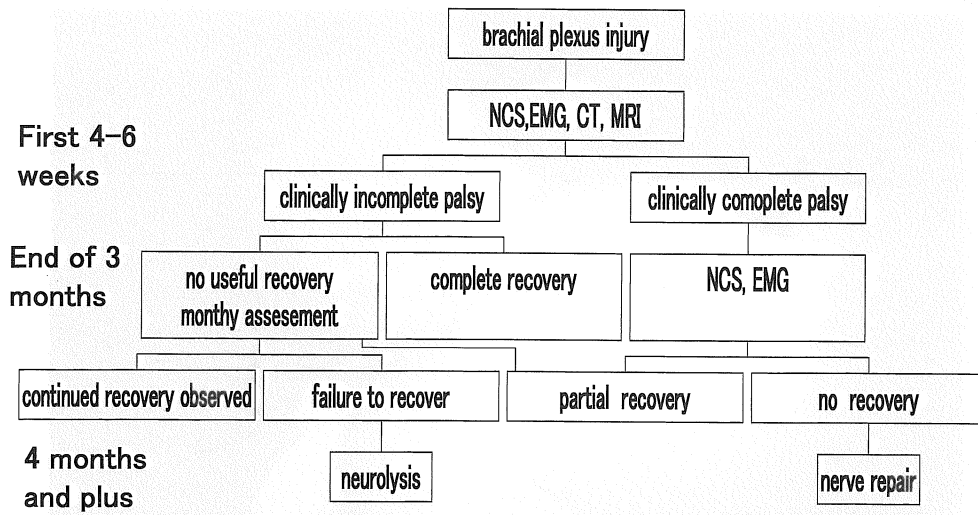 brachial plexus injury
NCS,EMG, CT, MRI
First 4-6
weeks
clinically incomplete palsy
clinically comoplete palsy
End of 3
months
no useful recovery
monthy assesement
complete recovery
NCS, EMG
continued recovery observed
failure to recover
partial recovery
no recovery
4 months
and plus
neurolysis
nerve repair